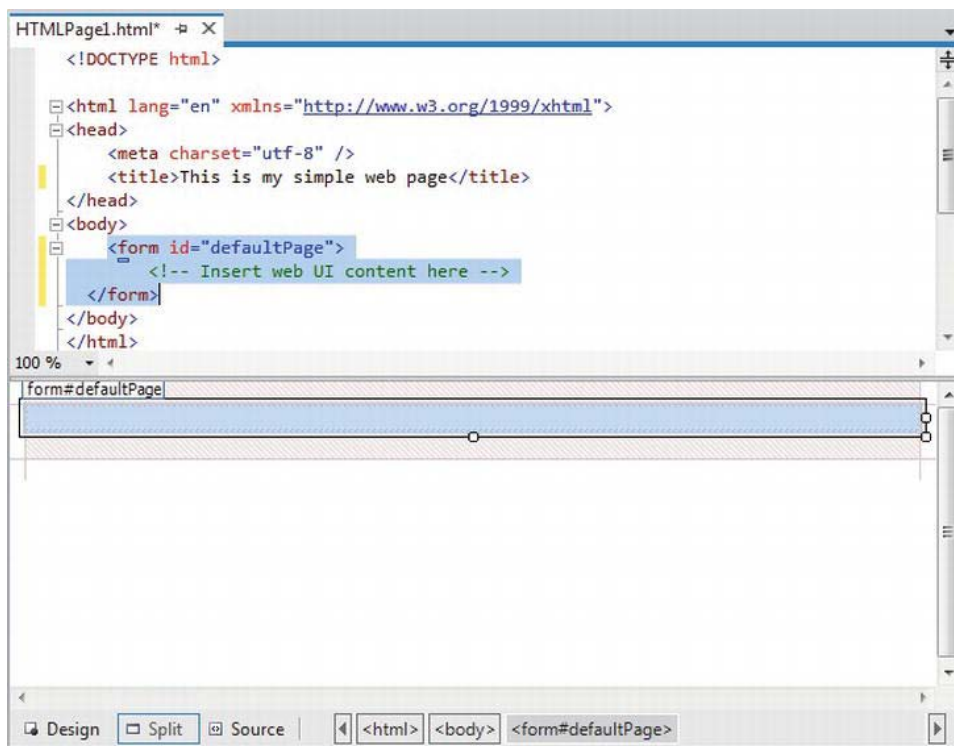 HTMLPage1.html*
<!DOCTYPE html>
<html lang="en" xmlns="http://www.w3.org/1999/xhtml">
<head>
<meta charset="utf-8" />
<title>This is my simple web page</title>
</head>
<body>
<form id="defaultPage">
<!-- Insert web UI content here -->
</form>
</body>
</html>
100 %
form#defaultPage
Design Split Source <html> <body> <form#defaultPage>